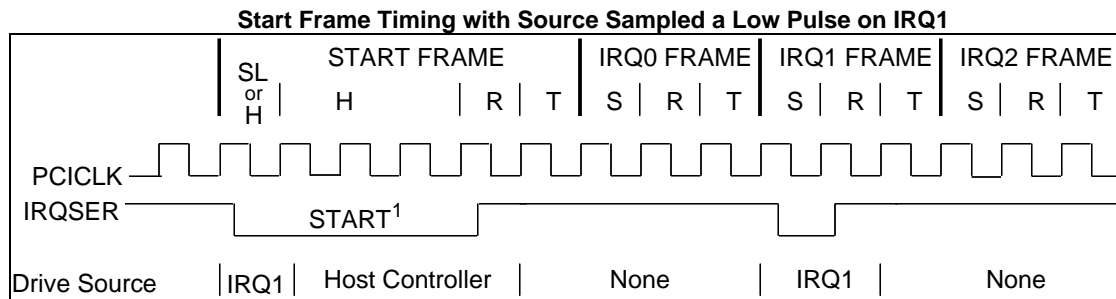 Start Frame Timing with Source Sampled a Low Pulse on IRQ1
SL or H
START FRAME
IRQ0 FRAME
IRQ1 FRAME
IRQ2 FRAME
H R T S R T S R T S R T
PCICLK
IRQSER
START¹
Drive Source IRQ1 Host Controller None IRQ1 None